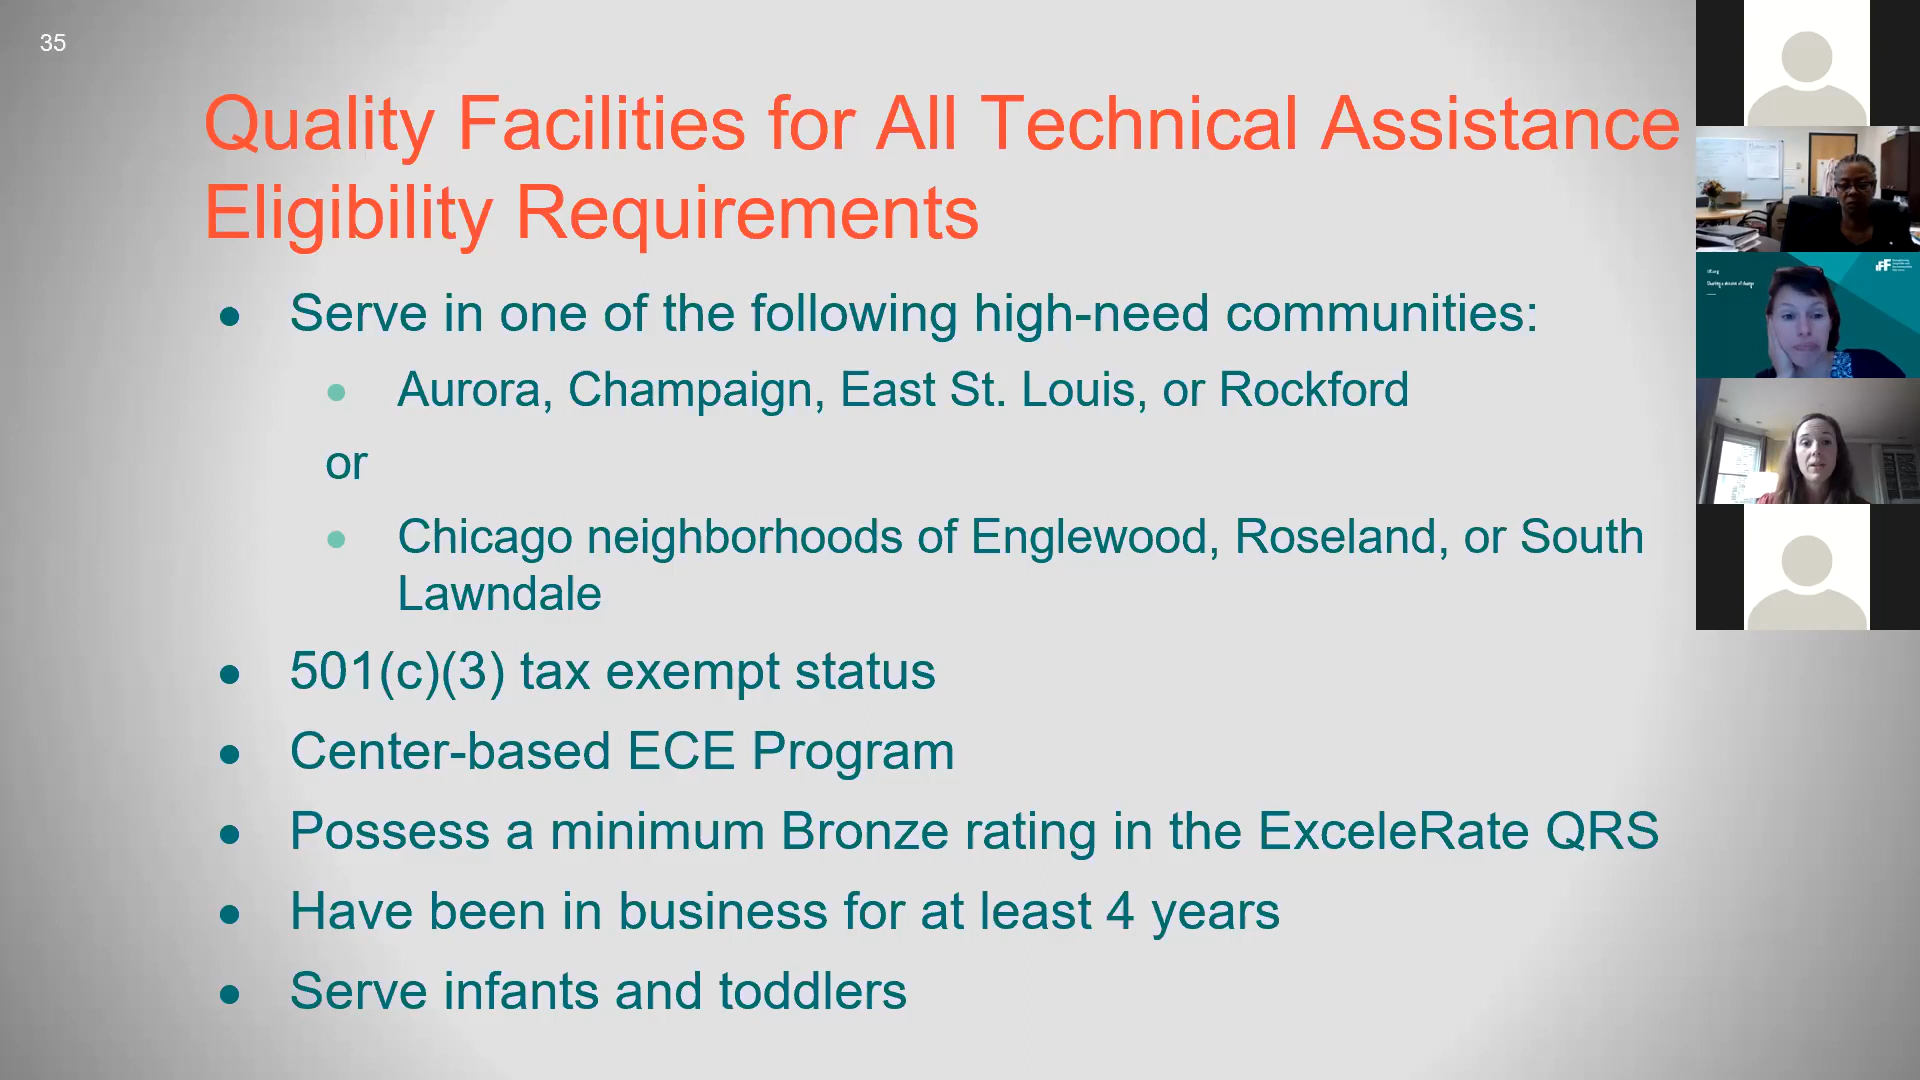 35
Quality Facilities for All Technical Assistance
Eligibility Requirements
● Serve in one of the following high-need communities:
● Aurora, Champaign, East St. Louis, or Rockford
or
● Chicago neighborhoods of Englewood, Roseland, or South
Lawndale
● 501(c)(3) tax exempt status
● Center-based ECE Program
● Possess a minimum Bronze rating in the ExceleRate QRS
● Have been in business for at least 4 years
● Serve infants and toddlers
iff.org
IFF